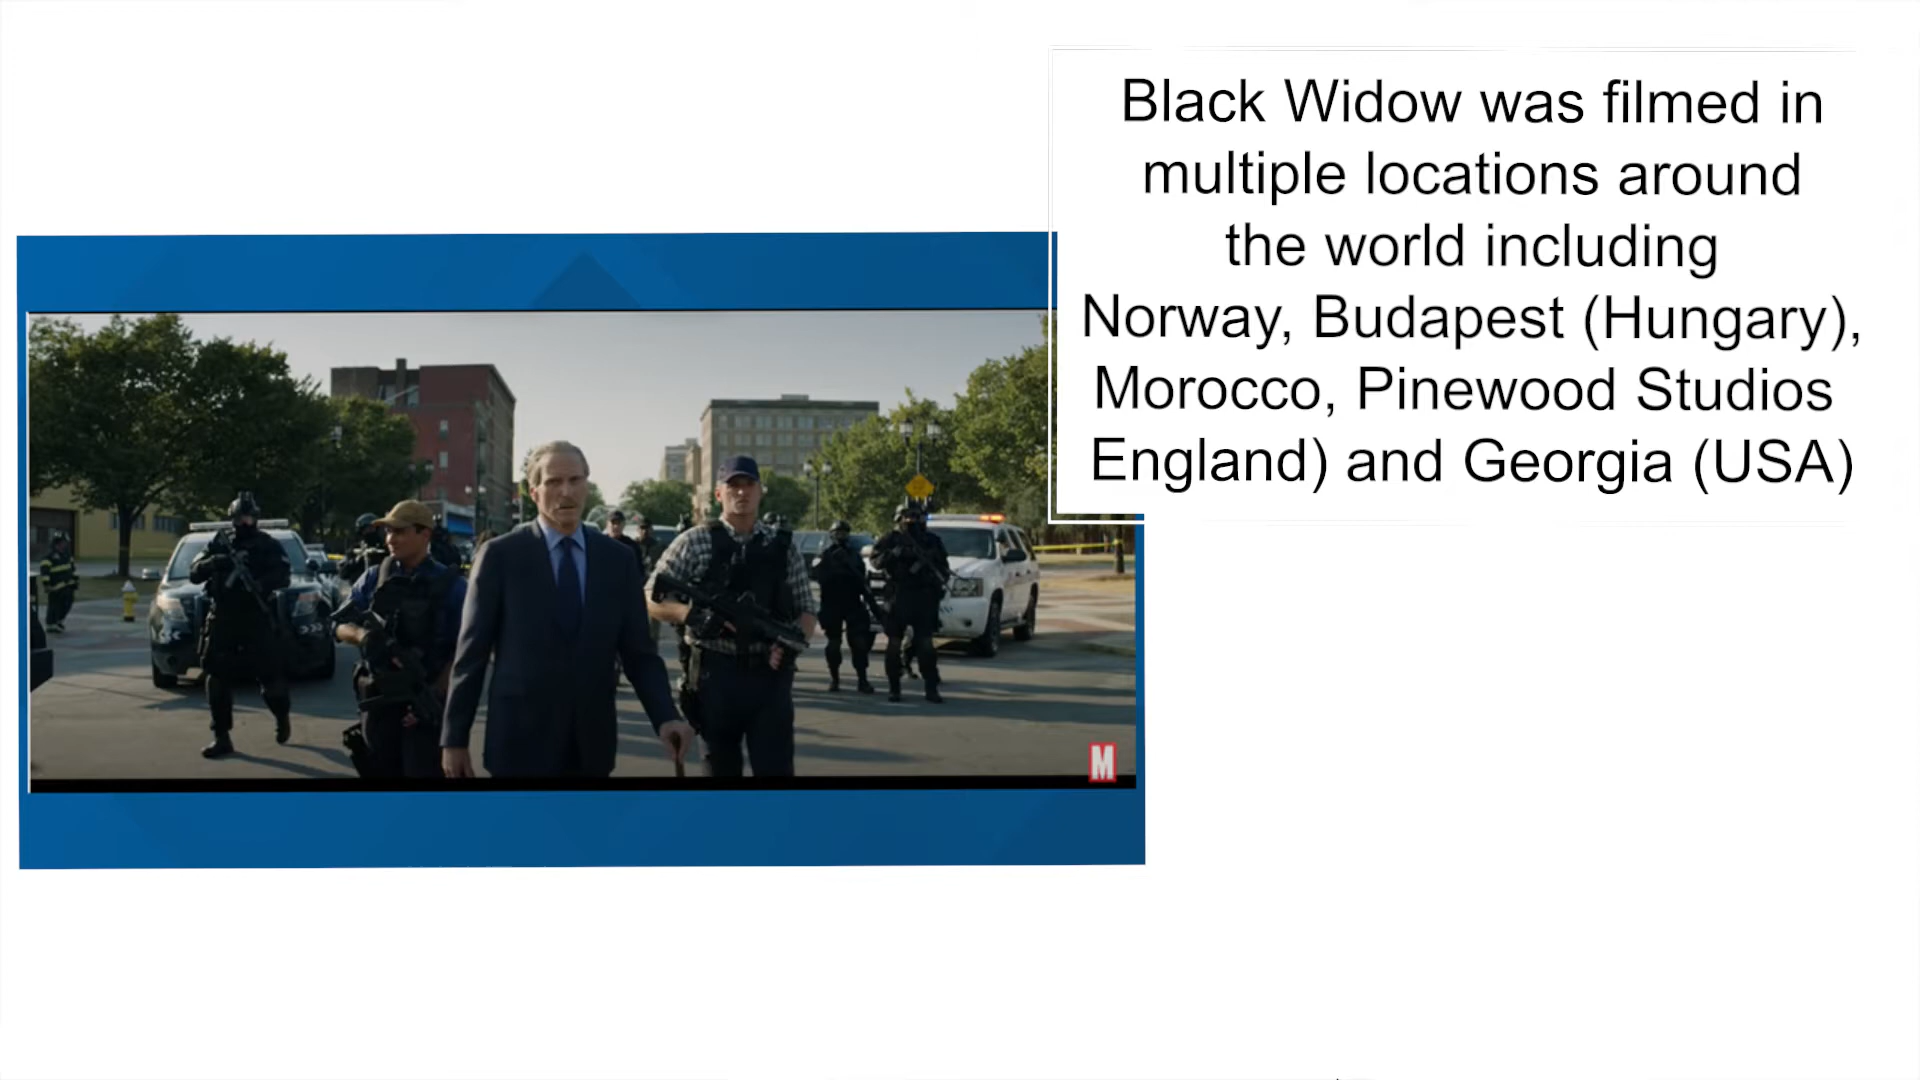 Black Widow was filmed in
multiple locations around
the world including
Norway, Budapest (Hungary),
Morocco, Pinewood Studios
England) and Georgia (USA)
M